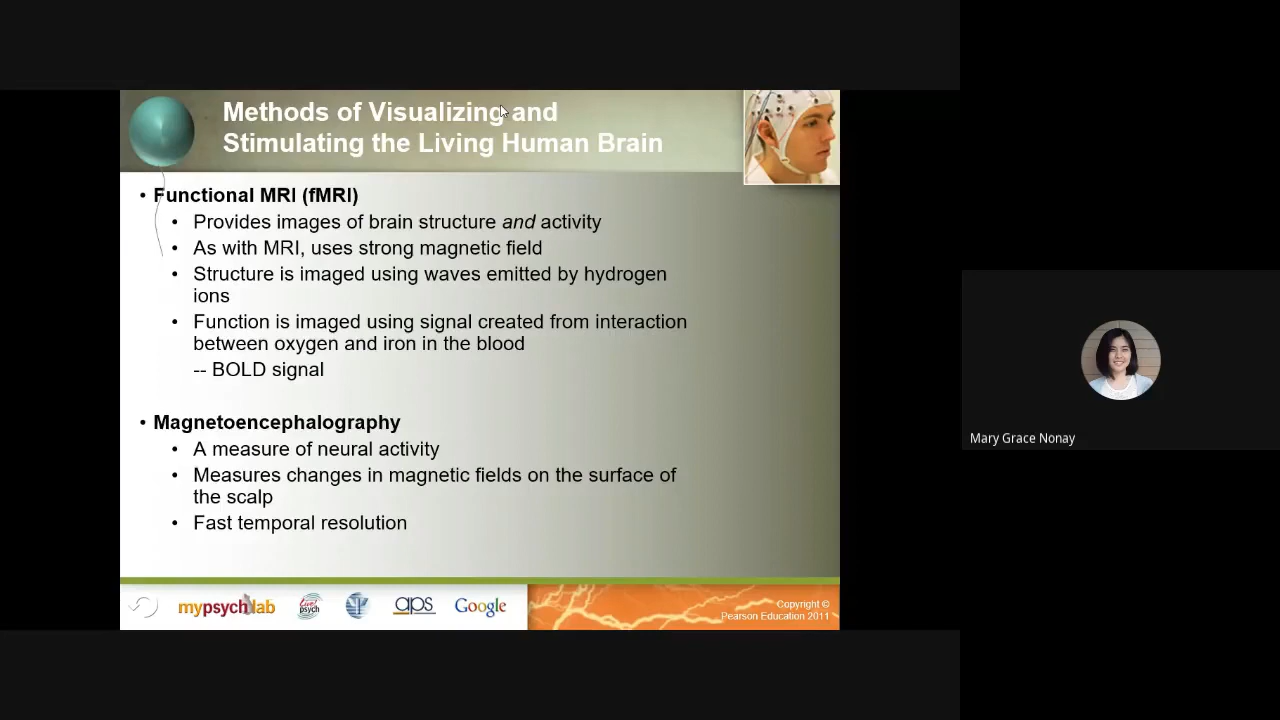 Methods of Visualizing and
Stimulating the Living Human Brain
• Functional MRI (fMRI)
• Provides images of brain structure and activity
• As with MRI, uses strong magnetic field
• Structure is imaged using waves emitted by hydrogen
ions
• Function is imaged using signal created from interaction
between oxygen and iron in the blood
-- BOLD signal
• Magnetoencephalography
• A measure of neural activity
• Measures changes in magnetic fields on the surface of
the scalp
• Fast temporal resolution
mypsychlab
Live!
psych
aps
Google
Copyright ©
Pearson Education 2011
Mary Grace Nonay